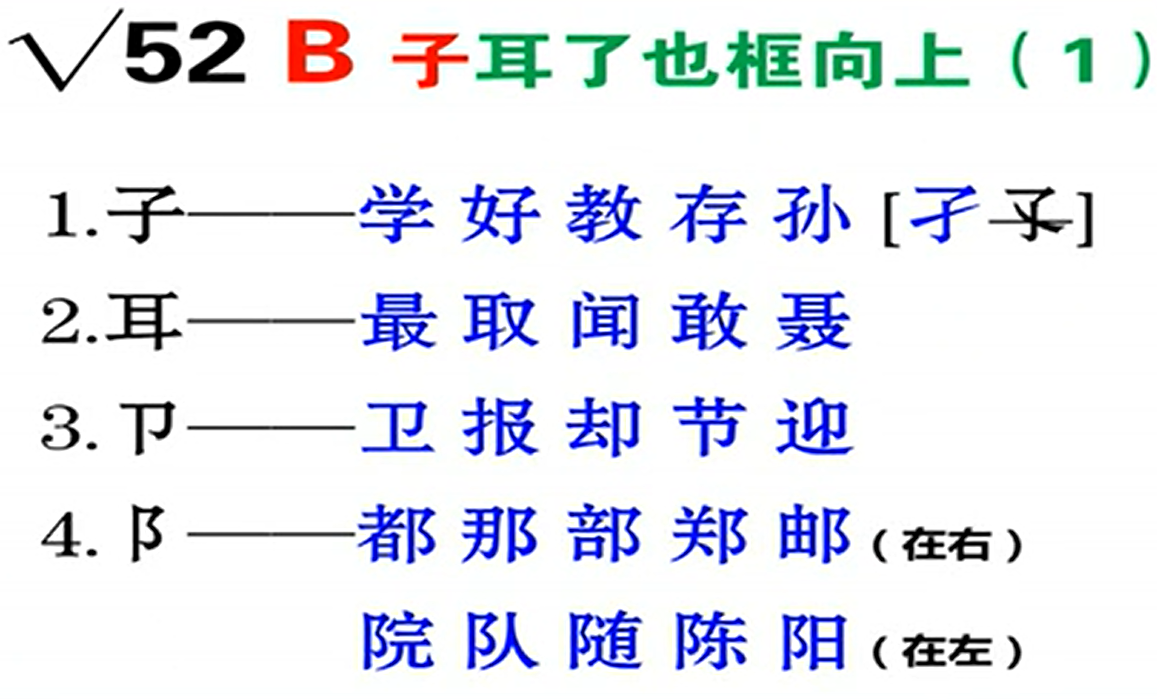 √52 B 子耳了也框向上（1）
1.子——学 好 教 存 孙 [孑孓]
2.耳——最 取 闻 敢 聂
3.卩——卫 报 却 节 迎
4.阝——都 那 部 郑 邮（在右）
院 队 随 陈 阳（在左）